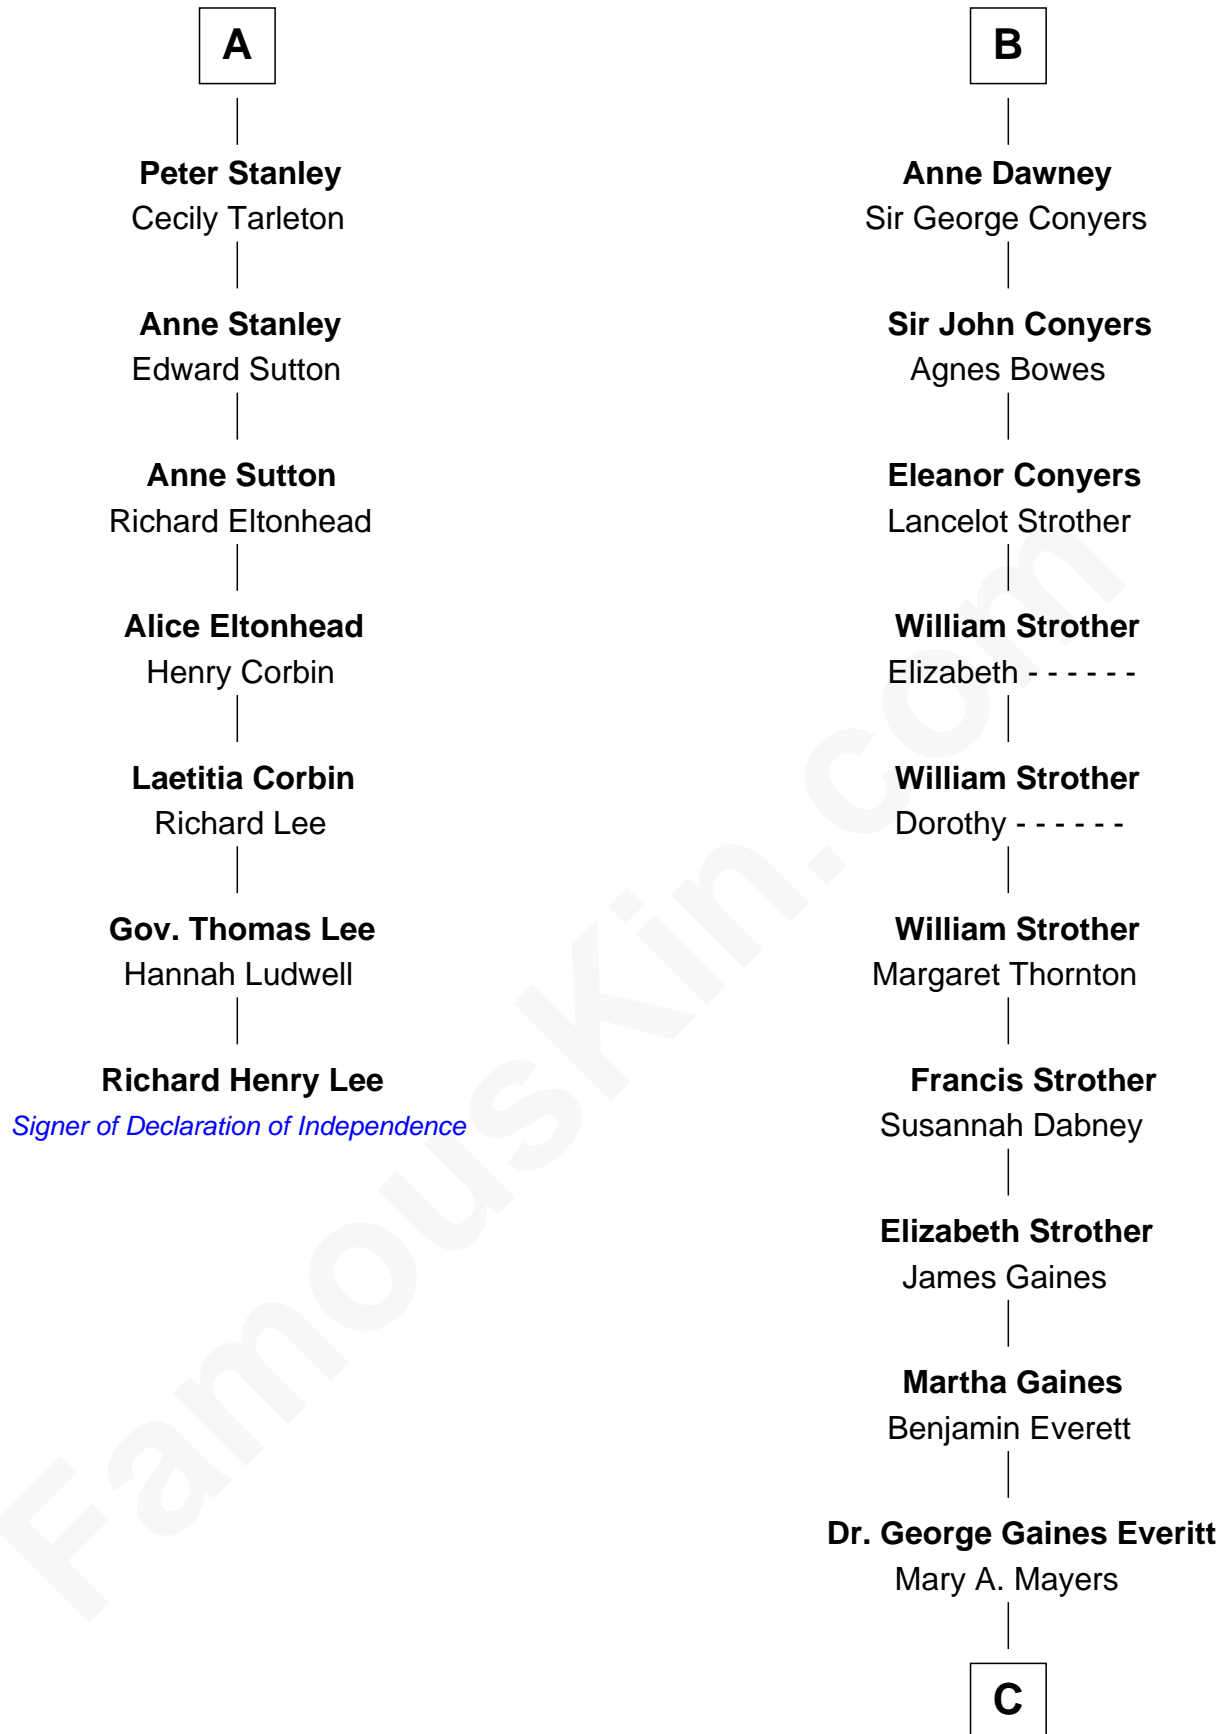 A
Peter Stanley
Cecily Tarleton
Anne Stanley
Edward Sutton
Anne Sutton
Richard Eltonhead
Alice Eltonhead
Henry Corbin
Laetitia Corbin
Richard Lee
Gov. Thomas Lee
Hannah Ludwell
Richard Henry Lee
Signer of Declaration of Independence
B
Anne Dawney
Sir George Conyers
Sir John Conyers
Agnes Bowes
Eleanor Conyers
Lancelot Strother
William Strother
Elizabeth - - - - - -
William Strother
Dorothy - - - - - -
William Strother
Margaret Thornton
Francis Strother
Susannah Dabney
Elizabeth Strother
James Gaines
Martha Gaines
Benjamin Everett
Dr. George Gaines Everitt
Mary A. Mayers
C
FamousKin.com